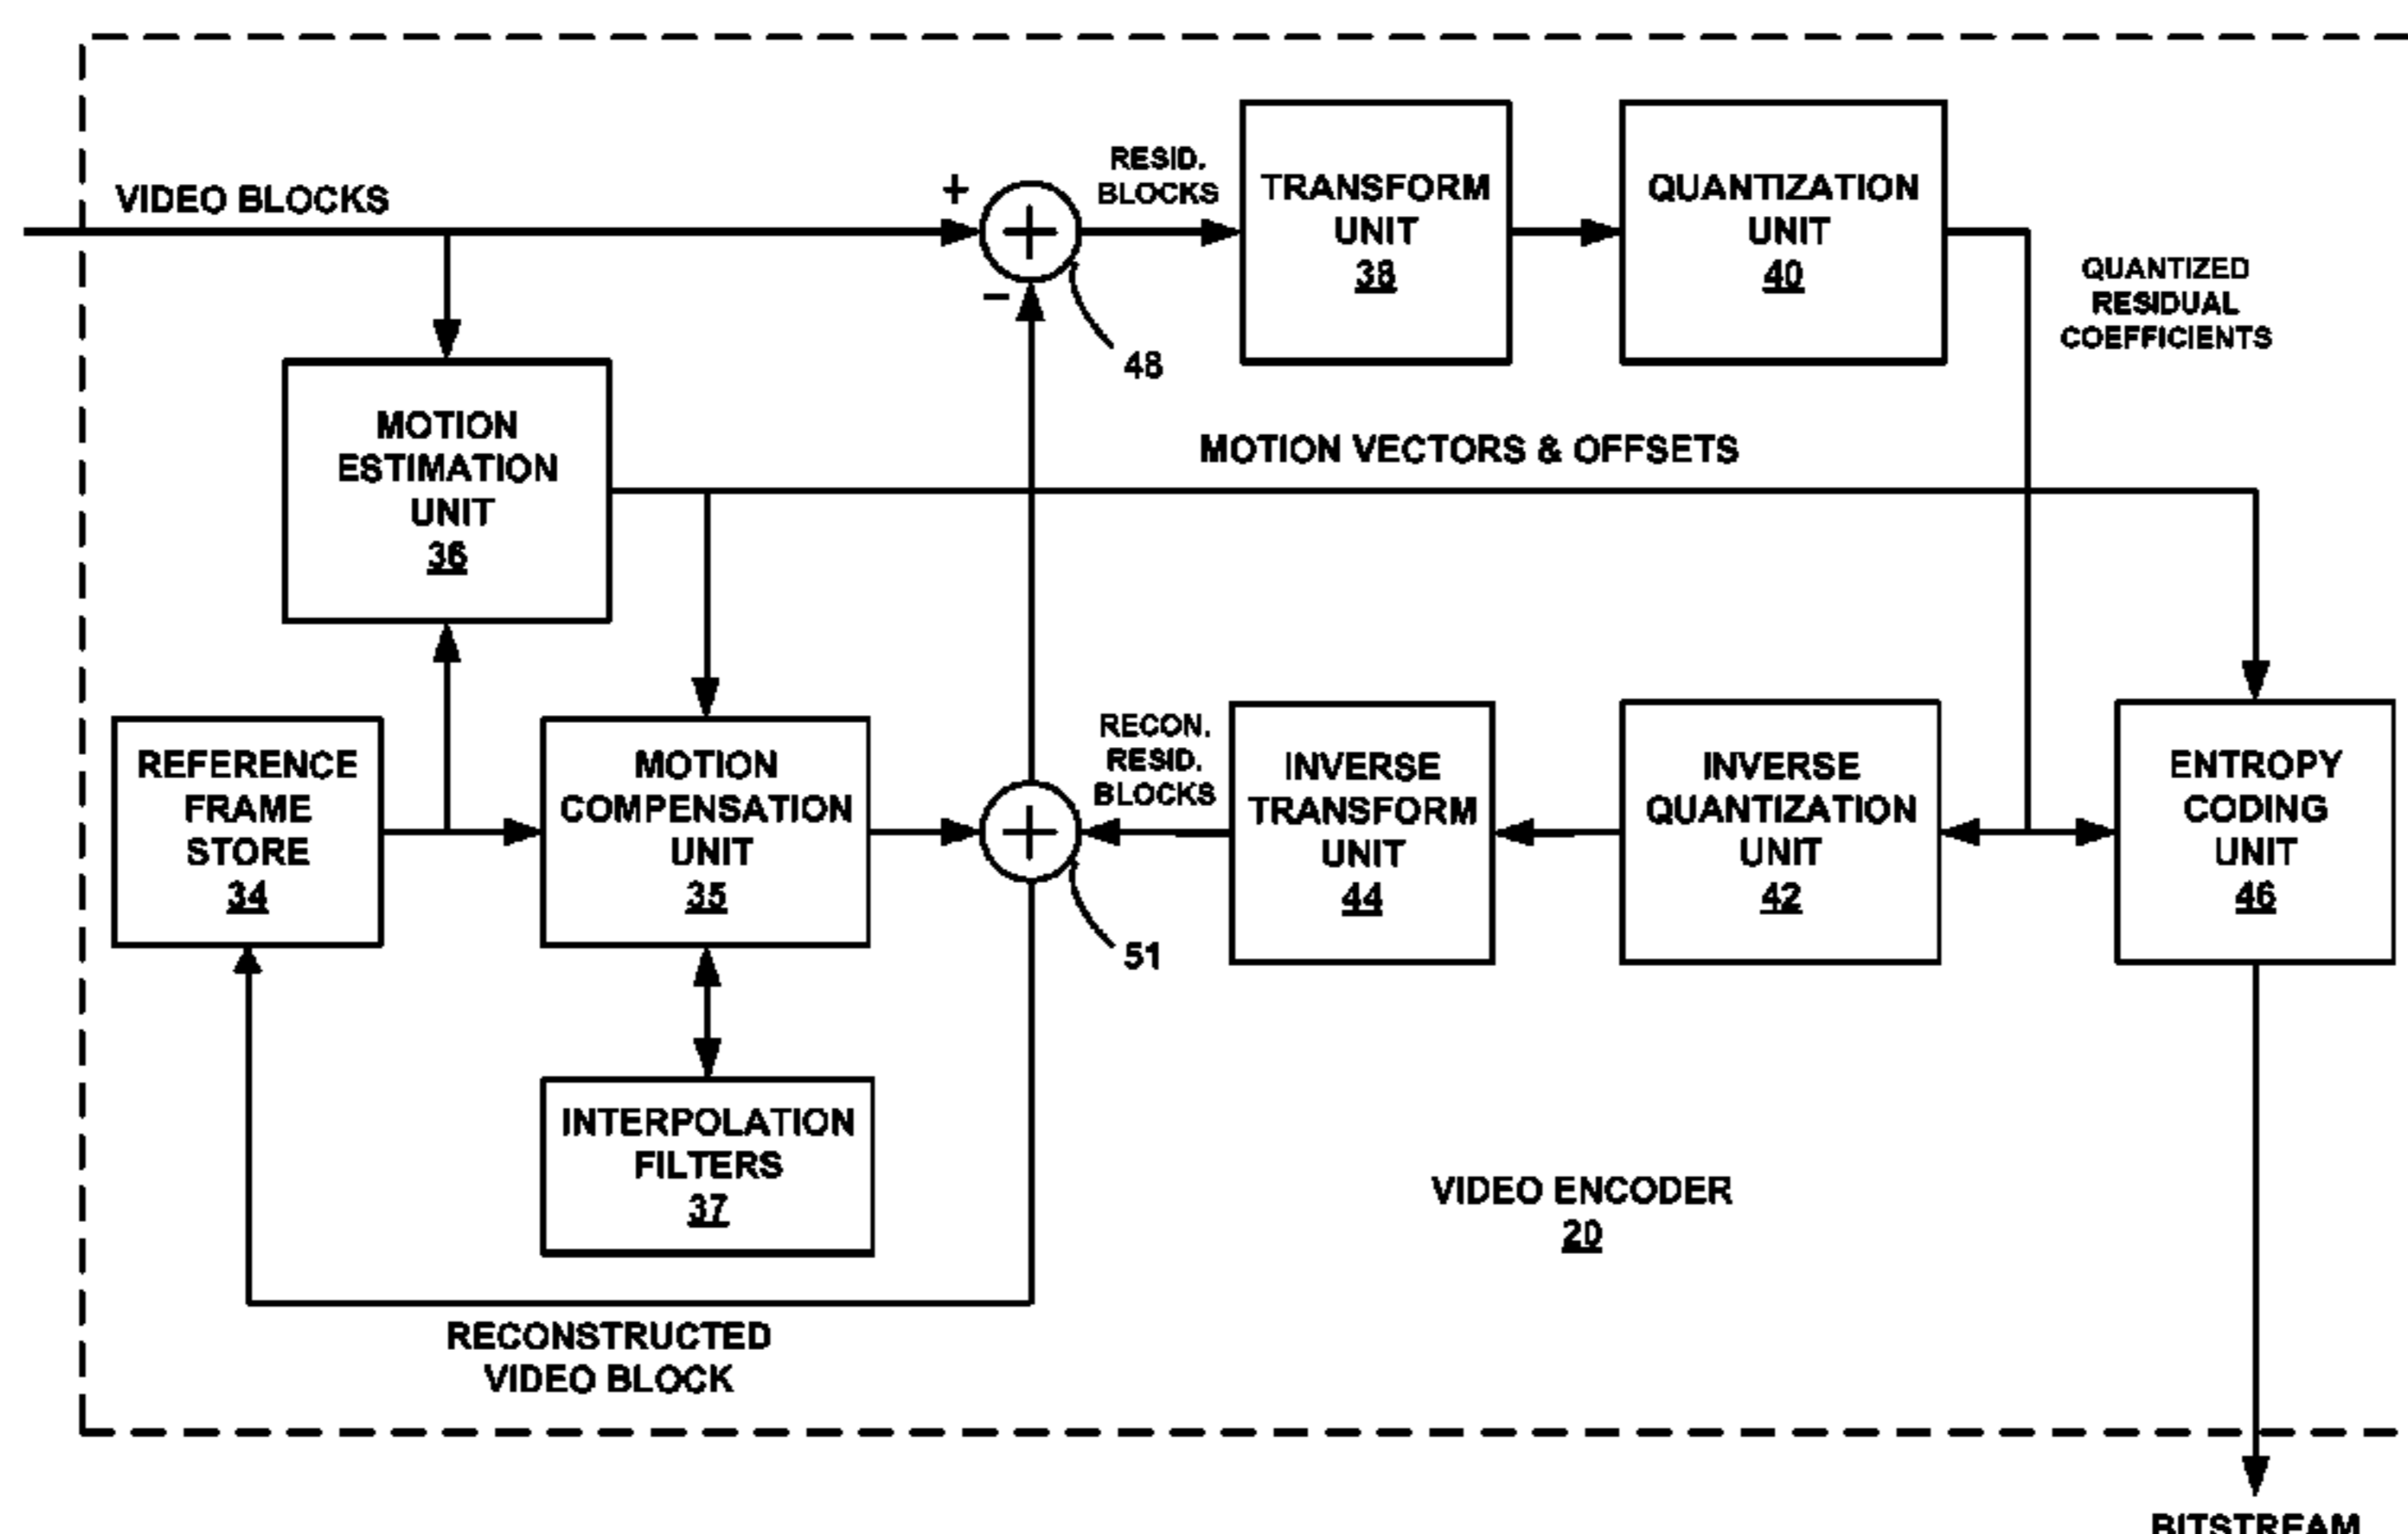 VIDEO BLOCKS
+
−
48
RESID.
BLOCKS
TRANSFORM
UNIT
38
QUANTIZATION
UNIT
40
QUANTIZED
RESIDUAL
COEFFICIENTS
MOTION
ESTIMATION
UNIT
36
MOTION VECTORS & OFFSETS
REFERENCE
FRAME
STORE
34
MOTION
COMPENSATION
UNIT
35
51
RECON.
RESID.
BLOCKS
INVERSE
TRANSFORM
UNIT
44
INVERSE
QUANTIZATION
UNIT
42
ENTROPY
CODING
UNIT
46
INTERPOLATION
FILTERS
37
VIDEO ENCODER
20
RECONSTRUCTED
VIDEO BLOCK
BITSTREAM